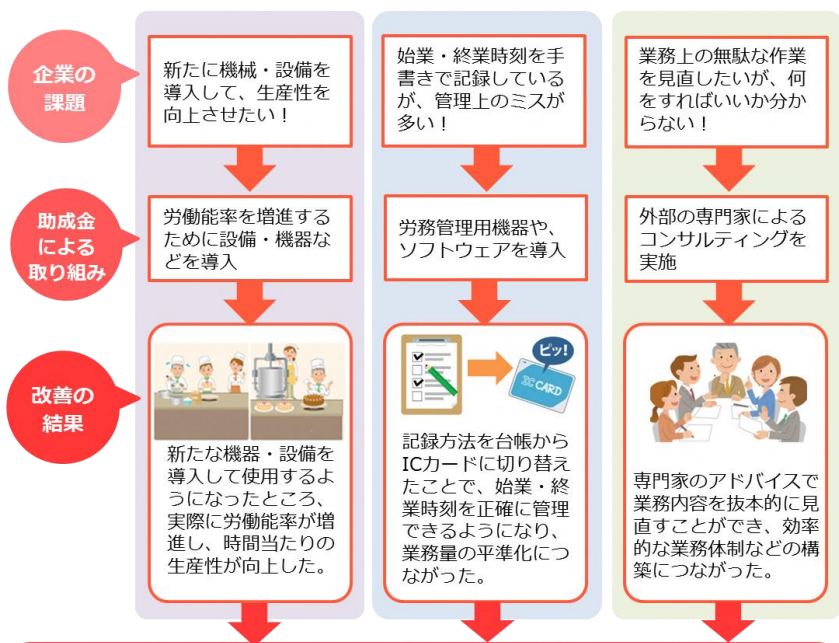 企業の
課題
新たに機械・設備を
導入して、生産性を
向上させたい！
始業・終業時刻を手
書きで記録している
が、管理上のミスが
多い！
業務上の無駄な作業
を見直したいが、何
をすればいいか分か
らない！
助成金
による
取り組み
労働能率を増進する
ために設備・機器な
どを導入
労務管理用機器や、
ソフトウェアを導入
外部の専門家による
コンサルティングを
実施
改善の
結果
新たな機器・設備を
導入して使用するよ
うになったところ、
実際に労働能率が増
進し、時間当たりの
生産性が向上した。
ピッ！
IC CARD
記録方法を台帳から
ICカードに切り替え
たことで、始業・終
業時刻を正確に管理
できるようになり、
業務量の平準化につ
ながった。
専門家のアドバイスで
業務内容を抜本的に見
直すことができ、効率
的な業務体制などの構
築につながった。